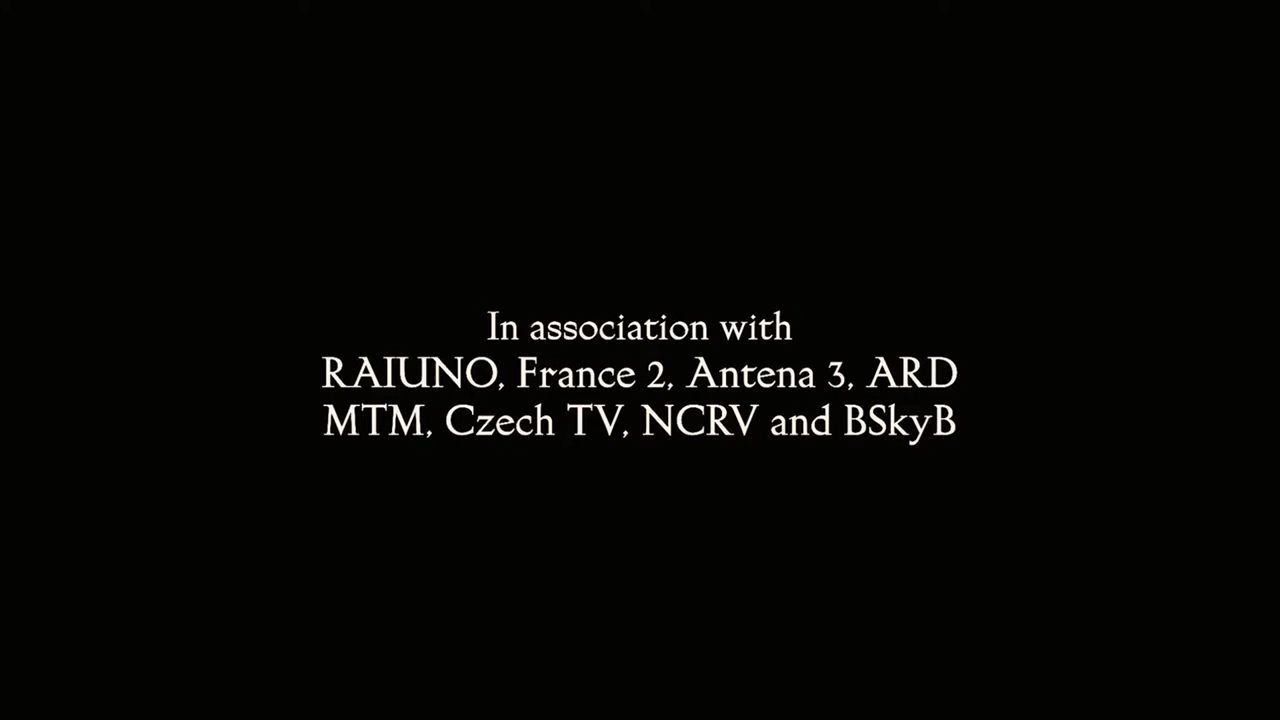 In association with
RAIUNO, France 2, Antena 3, ARD
MTM, Czech TV, NCRV and BSkyB